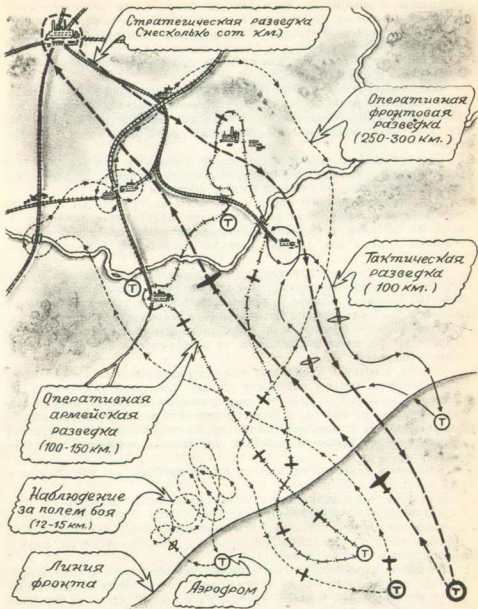 Стратегическая разведка
(несколько сот км.)
Оперативная
фронтовая
разведка
(250-300 км.)
Т
Тактическая
разведка
(100 км.)
Т
Оперативная
армейская
разведка
(100-150 км.)
Т
Наблюдение
за полем боя
(12-15 км.)
Т
Т
Линия
фронта
Аэродром
Т
Т